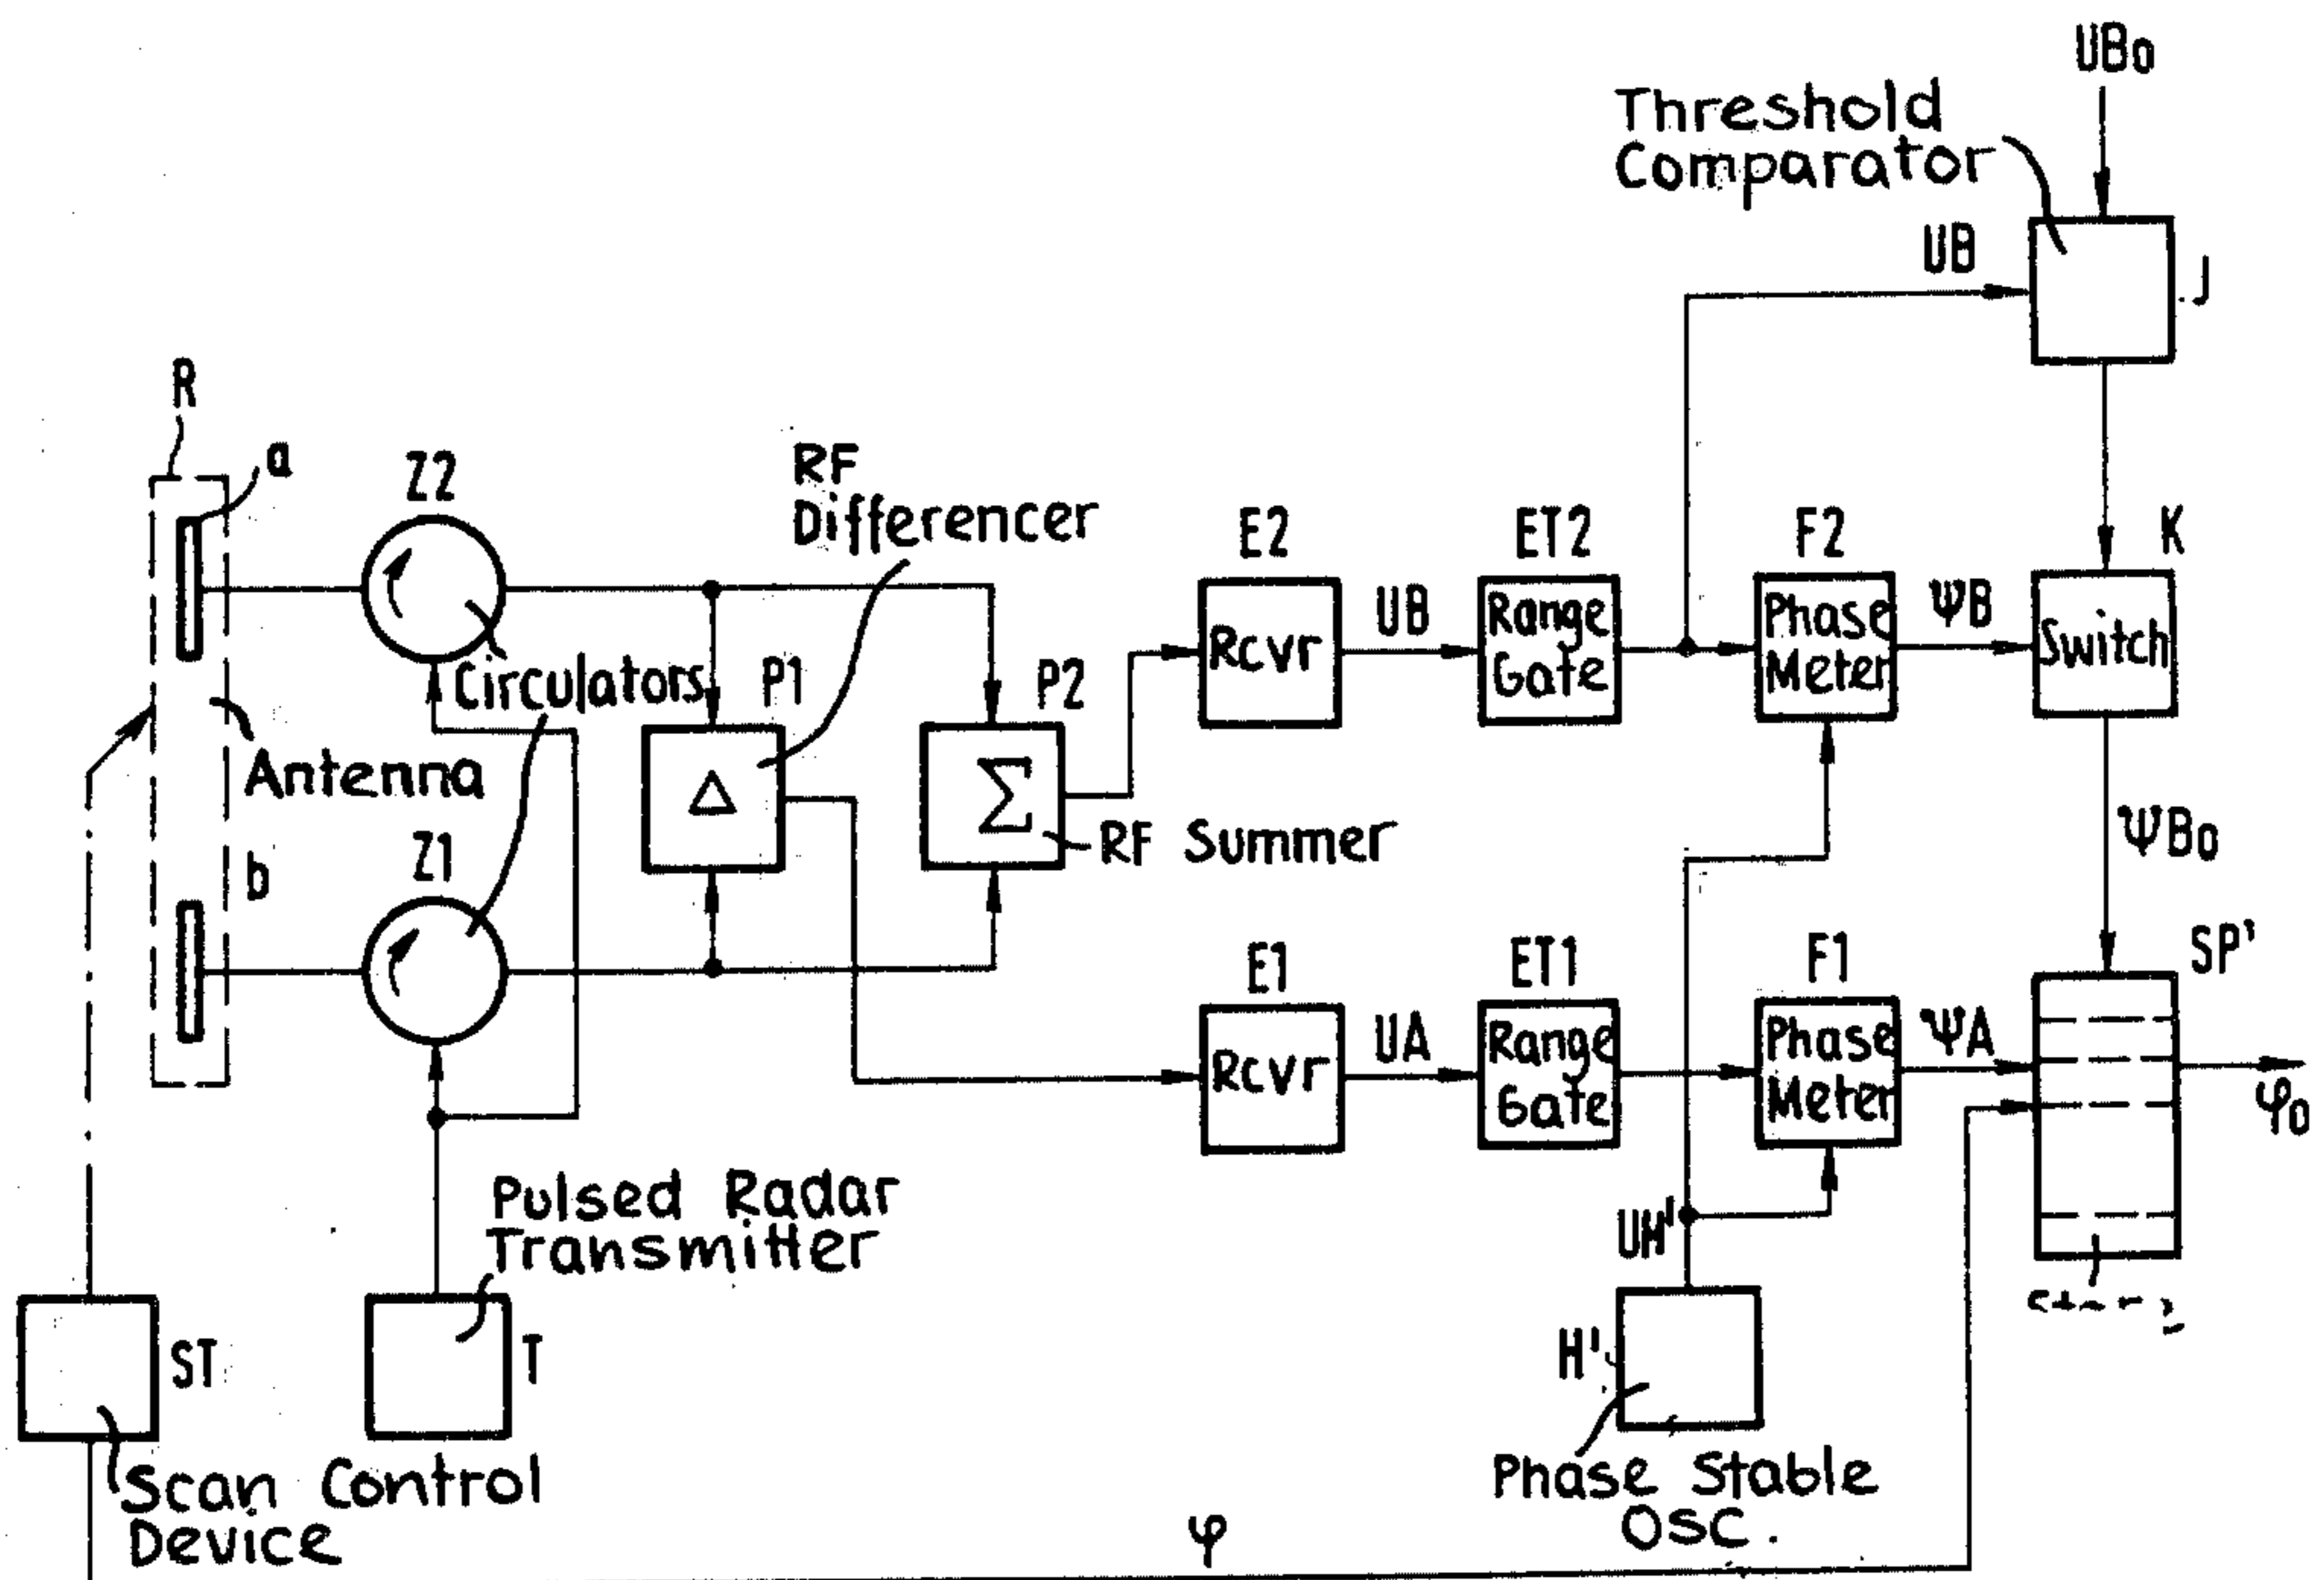 UBo
Threshold
Comparator
UB
J
R
a
Z2
RF
Differencer
E2
ET2
F2
K
Rcvr
UB
Range
Gate
Phase
Meter
ΨB
Switch
Circulators
P1
P2
Antenna
Δ
Σ
RF Summer
ΨBo
b
Z1
E1
ET1
F1
SP'
Rcvr
UA
Range
Gate
Phase
Meter
ΨA
φo
Pulsed Radar
Transmitter
UH'
ST
T
H'
Scan Control
Device
Phase Stable
Osc.
φ